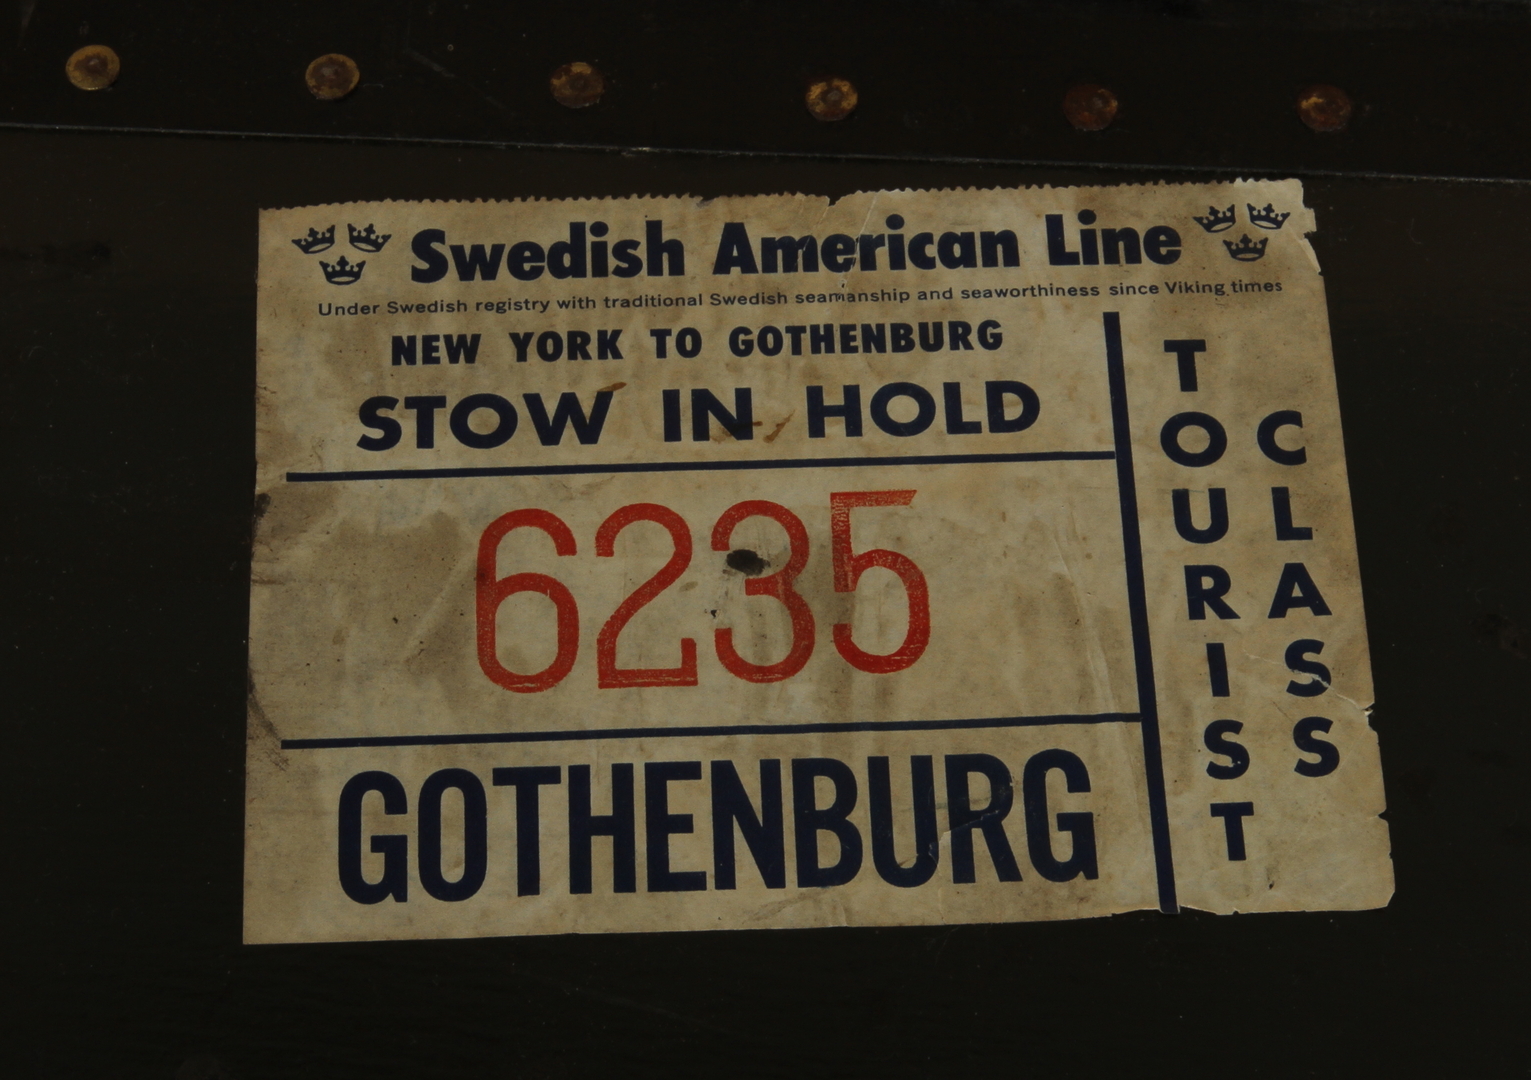 Swedish American Line
Under Swedish registry with traditional Swedish seamanship and seaworthiness since Viking times
NEW YORK TO GOTHENBURG
STOW IN HOLD
6235
GOTHENBURG
TOURIST
CLASS